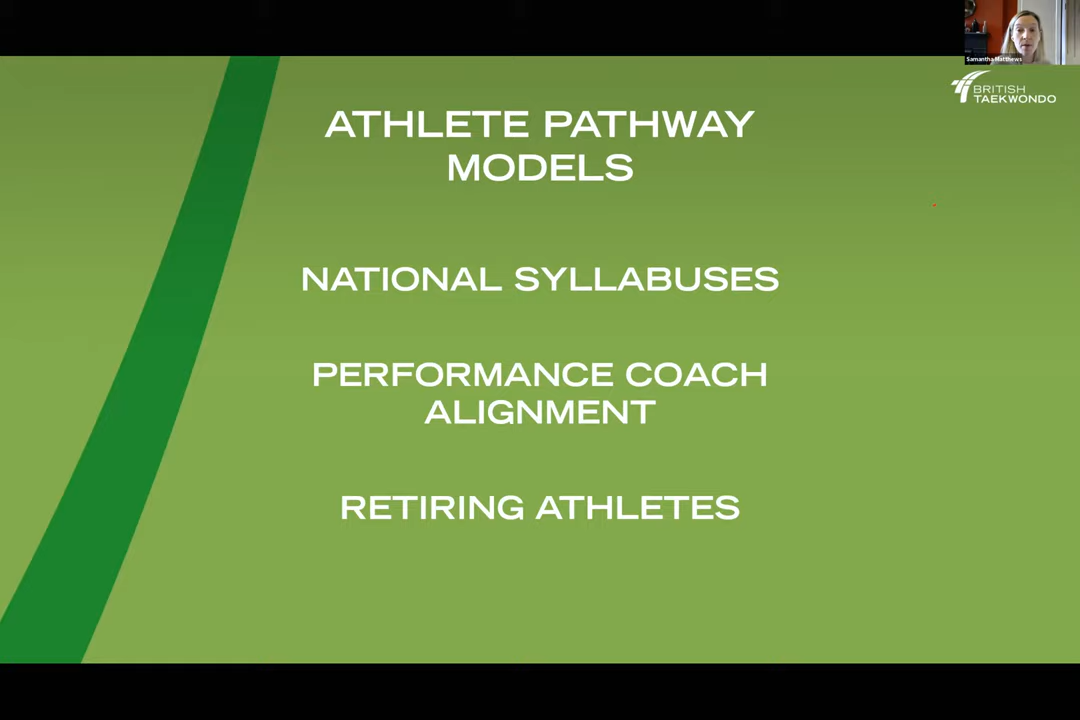 Samantha Matthews
BRITISH
TAEKWONDO
ATHLETE PATHWAY
MODELS
NATIONAL SYLLABUSES
PERFORMANCE COACH
ALIGNMENT
RETIRING ATHLETES